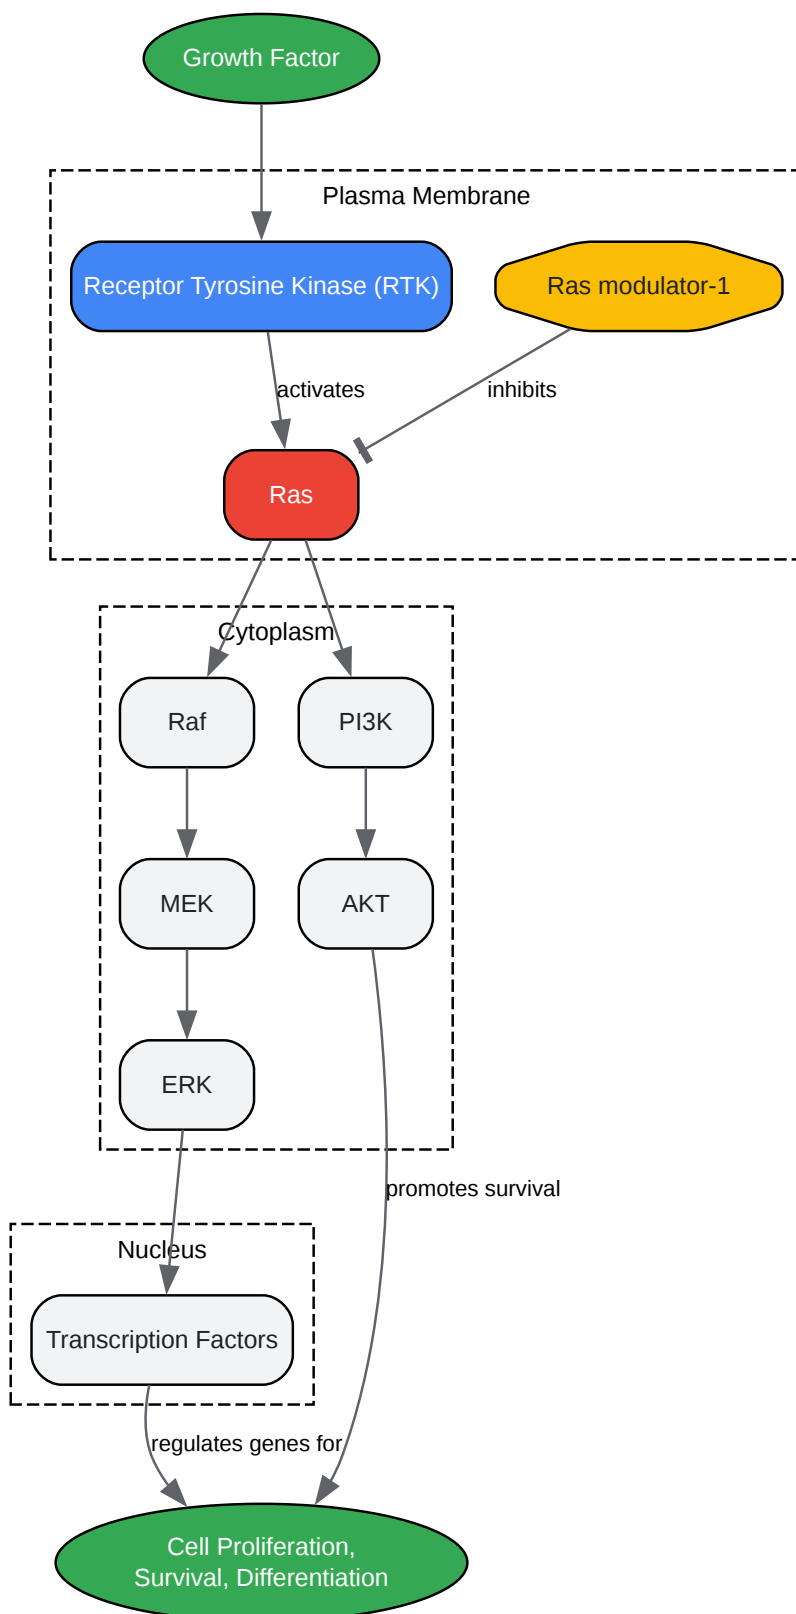 Growth Factor
Plasma Membrane
Receptor Tyrosine Kinase (RTK)
Ras modulator-1
activates
inhibits
Ras
Cytoplasm
Raf
PI3K
MEK
AKT
ERK
promotes survival
Nucleus
Transcription Factors
regulates genes for
Cell Proliferation,
Survival, Differentiation